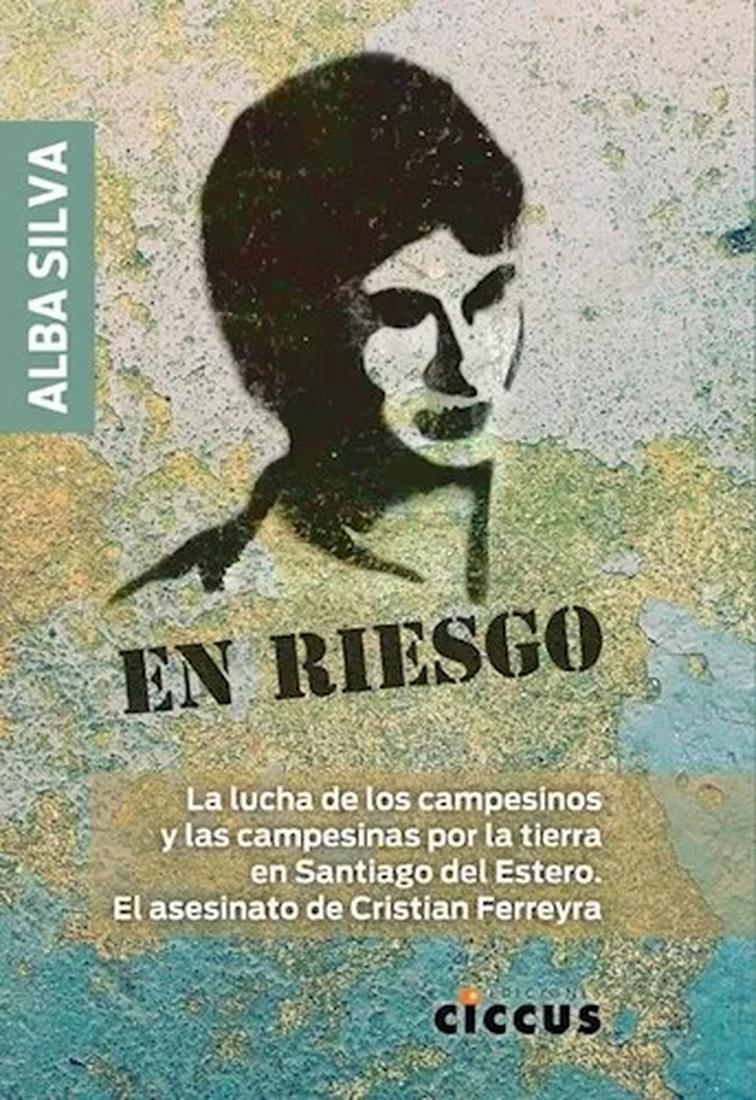 ALBA SILVA
EN RIESGO
La lucha de los campesinos
y las campesinas por la tierra
en Santiago del Estero.
El asesinato de Cristian Ferreyra
EDICIONES
ciccus